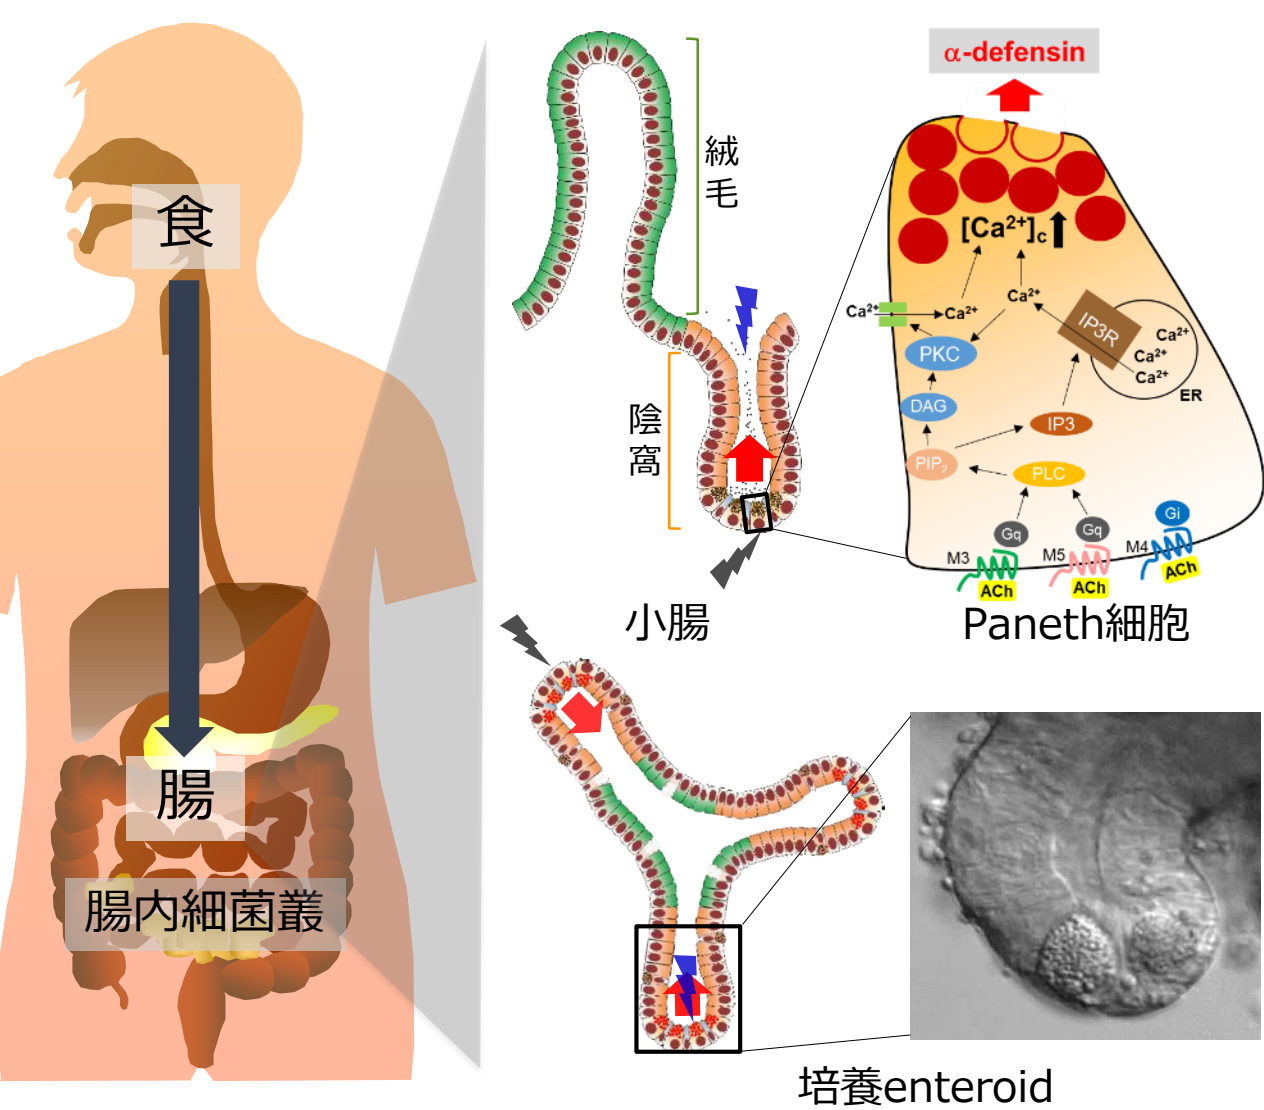 食
腸
腸内細菌叢
絨毛
陰窩
小腸
α-defensin
[Ca²⁺]c
Ca²⁺
Ca²⁺
Ca²⁺
IP3R
Ca²⁺
Ca²⁺
Ca²⁺
ER
PKC
DAG
IP3
PIP₂
PLC
Gq
Gq
Gi
M3
M5
M4
ACh
ACh
ACh
Paneth細胞
培養enteroid